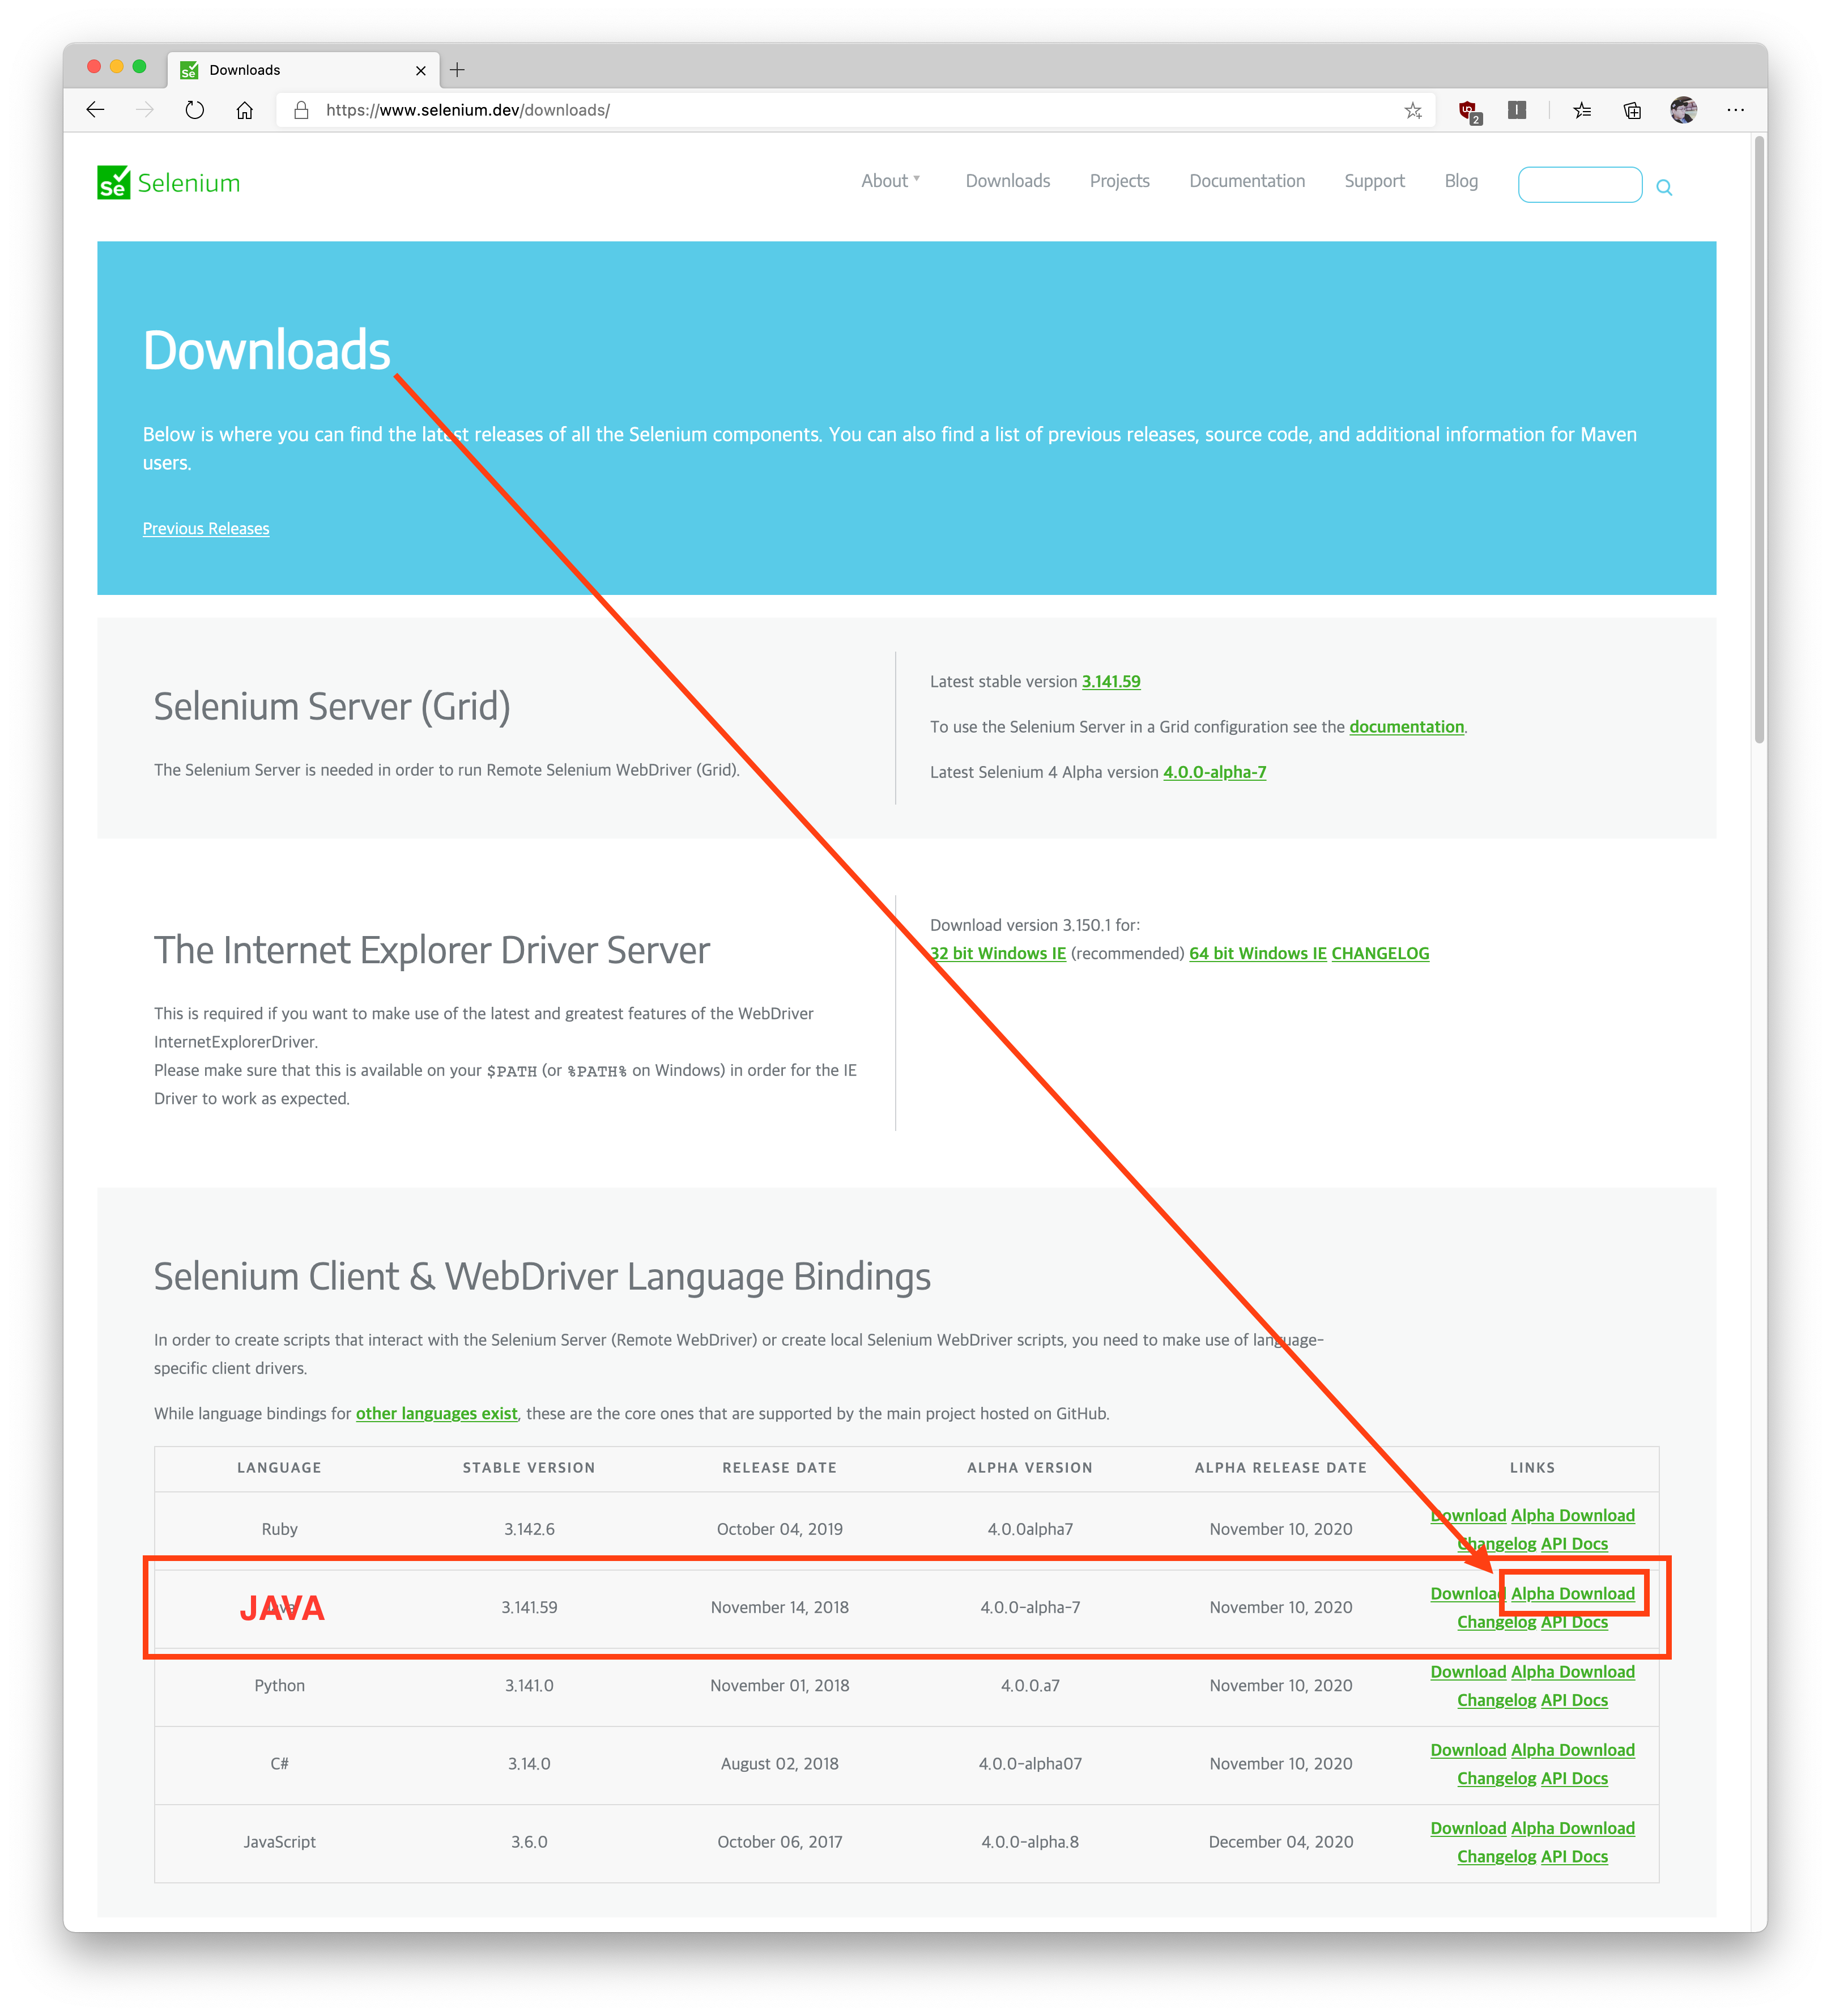 Downloads
https://www.selenium.dev/downloads/
2
Se Selenium
About
Downloads
Projects
Documentation
Support
Blog
Downloads
Below is where you can find the latest releases of all the Selenium components. You can also find a list of previous releases, source code, and additional information for Maven
users.
Previous Releases
Selenium Server (Grid)
The Selenium Server is needed in order to run Remote Selenium WebDriver (Grid).
Latest stable version 3.141.59
To use the Selenium Server in a Grid configuration see the documentation.
Latest Selenium 4 Alpha version 4.0.0-alpha-7
The Internet Explorer Driver Server
This is required if you want to make use of the latest and greatest features of the WebDriver
InternetExplorerDriver.
Please make sure that this is available on your $PATH (or %PATH% on Windows) in order for the IE
Driver to work as expected.
Download version 3.150.1 for:
32 bit Windows IE (recommended) 64 bit Windows IE CHANGELOG
Selenium Client & WebDriver Language Bindings
In order to create scripts that interact with the Selenium Server (Remote WebDriver) or create local Selenium WebDriver scripts, you need to make use of language-
specific client drivers.
While language bindings for other languages exist, these are the core ones that are supported by the main project hosted on GitHub.
LANGUAGE STABLE VERSION RELEASE DATE ALPHA VERSION ALPHA RELEASE DATE LINKS
Ruby 3.142.6 October 04, 2019 4.0.0alpha7 November 10, 2020 Download Alpha Download
Changelog API Docs
JAVA 3.141.59 November 14, 2018 4.0.0-alpha-7 November 10, 2020 Download Alpha Download
Changelog API Docs
Python 3.141.0 November 01, 2018 4.0.0.a7 November 10, 2020 Download Alpha Download
Changelog API Docs
C# 3.14.0 August 02, 2018 4.0.0-alpha07 November 10, 2020 Download Alpha Download
Changelog API Docs
JavaScript 3.6.0 October 06, 2017 4.0.0-alpha.8 December 04, 2020 Download Alpha Download
Changelog API Docs